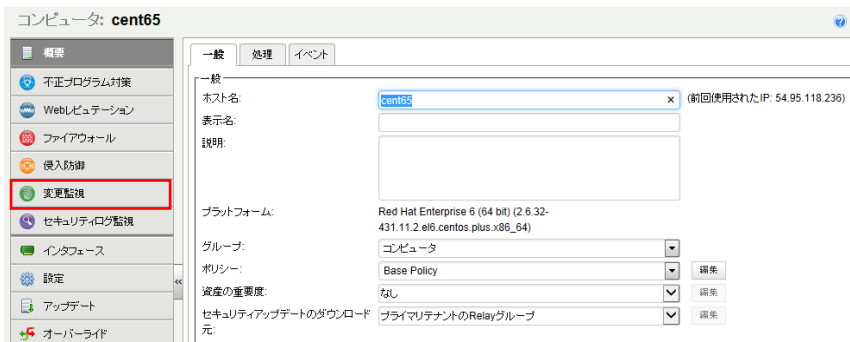 コンピュータ: cent65
概要
不正プログラム対策
Webレピュテーション
ファイアウォール
侵入防御
変更監視
セキュリティログ監視
インタフェース
設定
アップデート
オーバーライド
«
一般 処理 イベント
一般
ホスト名: cent65 × (前回使用されたIP: 54.95.118.236)
表示名:
説明:
プラットフォーム: Red Hat Enterprise 6 (64 bit) (2.6.32-
431.11.2.el6.centos.plus.x86_64)
グループ: コンピュータ
ポリシー: Base Policy 編集
資産の重要度: なし 編集
セキュリティアップデートのダウンロード プライマリテナントのRelayグループ 編集
元: